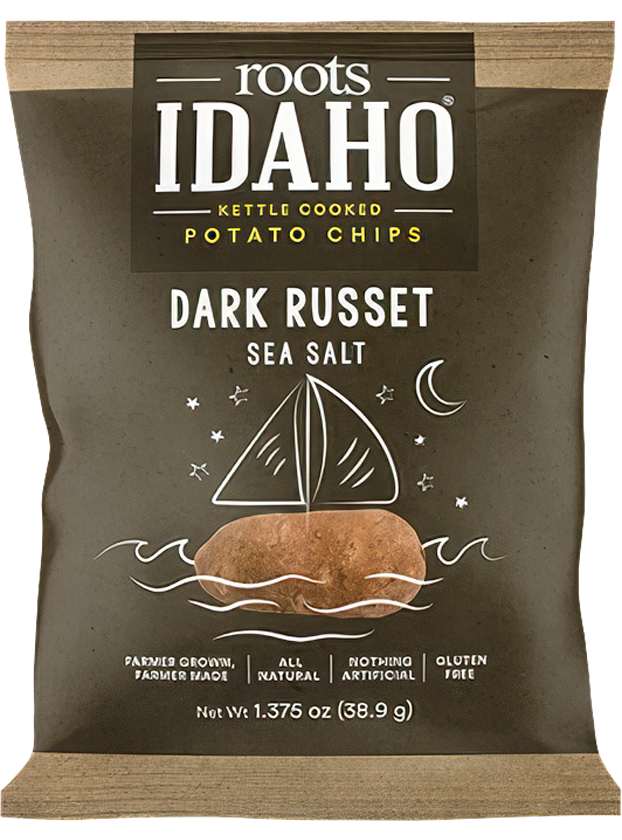 roots
IDAHO®
KETTLE COOKED
POTATO CHIPS
DARK RUSSET
SEA SALT
FARMER GROWN, FARMER MADE
ALL NATURAL
NOTHING ARTIFICIAL
GLUTEN FREE
Net Wt 1.375 oz (38.9 g)